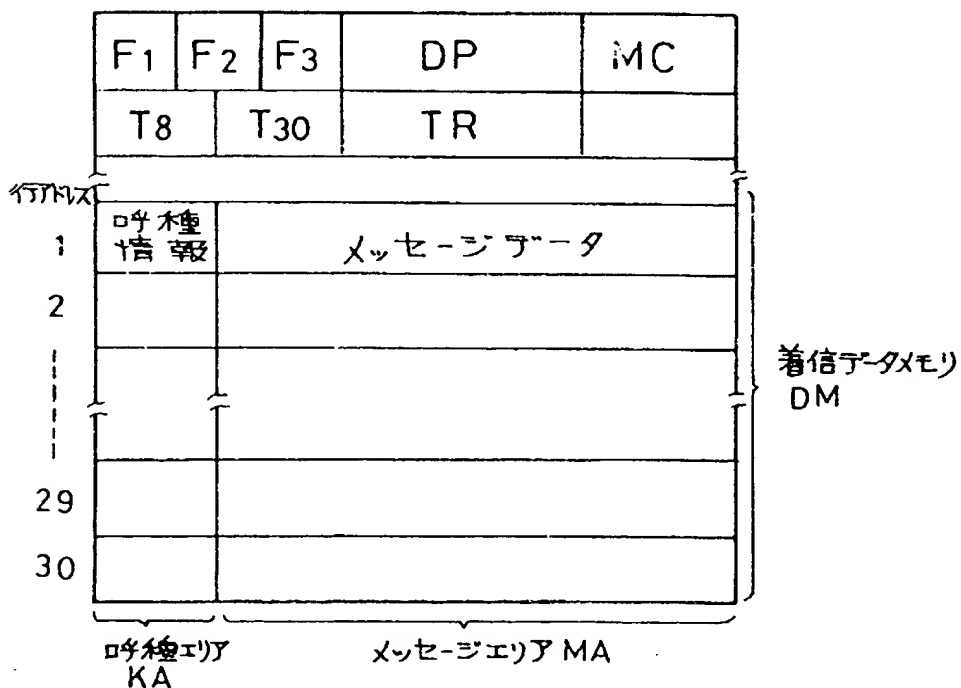 F1 F2 F3 DP MC
T8 T30 TR
行アドレス
1 呼種 メッセージデータ
情報
2
29
30
着信データメモリ
DM
呼種エリア メッセージエリア MA
KA